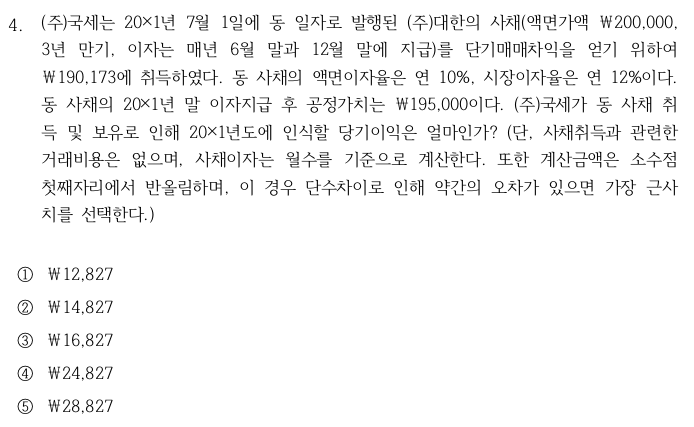 4. (주)국세는 20×1년 7월 1일에 동 일자로 발행된 (주)대한의 사채(액면가액 ₩200,000,
3년 만기, 이자는 매년 6월 말과 12월 말에 지급)를 단기매매차익을 얻기 위하여
₩190,173에 취득하였다. 동 사채의 액면이자율은 연 10%, 시장이자율은 연 12%이다.
동 사채의 20×1년 말 이자지급 후 공정가치는 ₩195,000이다. (주)국세가 동 사채 취
득 및 보유로 인해 20×1년도에 인식할 당기이익은 얼마인가? (단, 사채취득과 관련한
거래비용은 없으며, 사채이자는 월수를 기준으로 계산한다. 또한 계산금액은 소수점
첫째자리에서 반올림하며, 이 경우 단수차이로 인해 약간의 오차가 있으면 가장 근사
치를 선택한다.)
① ₩12,827
② ₩14,827
③ ₩16,827
④ ₩24,827
⑤ ₩28,827